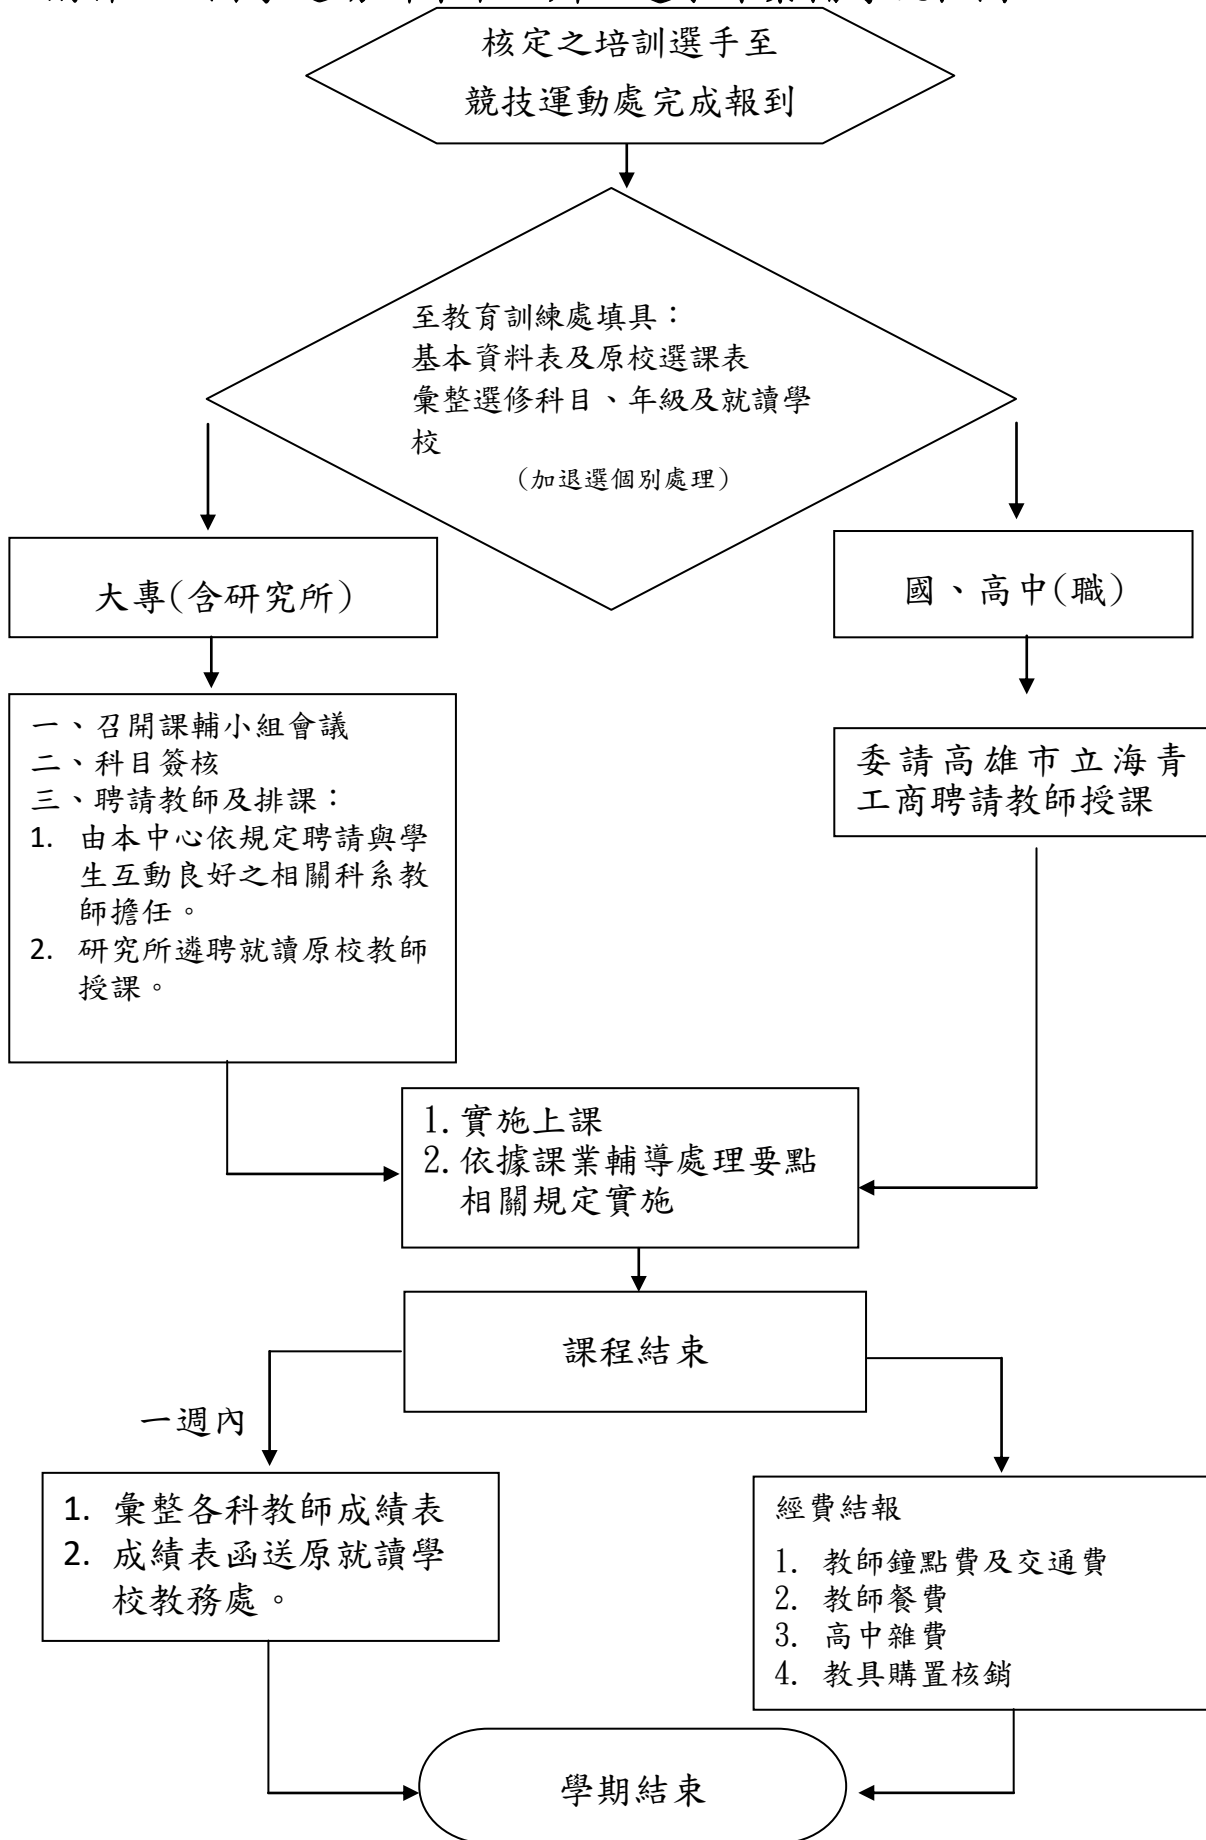 核定之培訓選手至
競技運動處完成報到
至教育訓練處填具：
基本資料表及原校選課表
彙整選修科目、年級及就讀學
校
（加退選個別處理）
大專(含研究所)
國、高中(職)
一、召開課輔小組會議
二、科目簽核
三、聘請教師及排課：
1. 由本中心依規定聘請與學
生互動良好之相關科系教
師擔任。
2. 研究所遴聘就讀原校教師
授課。
委請高雄市立海青
工商聘請教師授課
1. 實施上課
2. 依據課業輔導處理要點
相關規定實施
課程結束
一週內
1. 彙整各科教師成績表
2. 成績表函送原就讀學
校教務處。
經費結報
1. 教師鐘點費及交通費
2. 教師餐費
3. 高中雜費
4. 教具購置核銷
學期結束